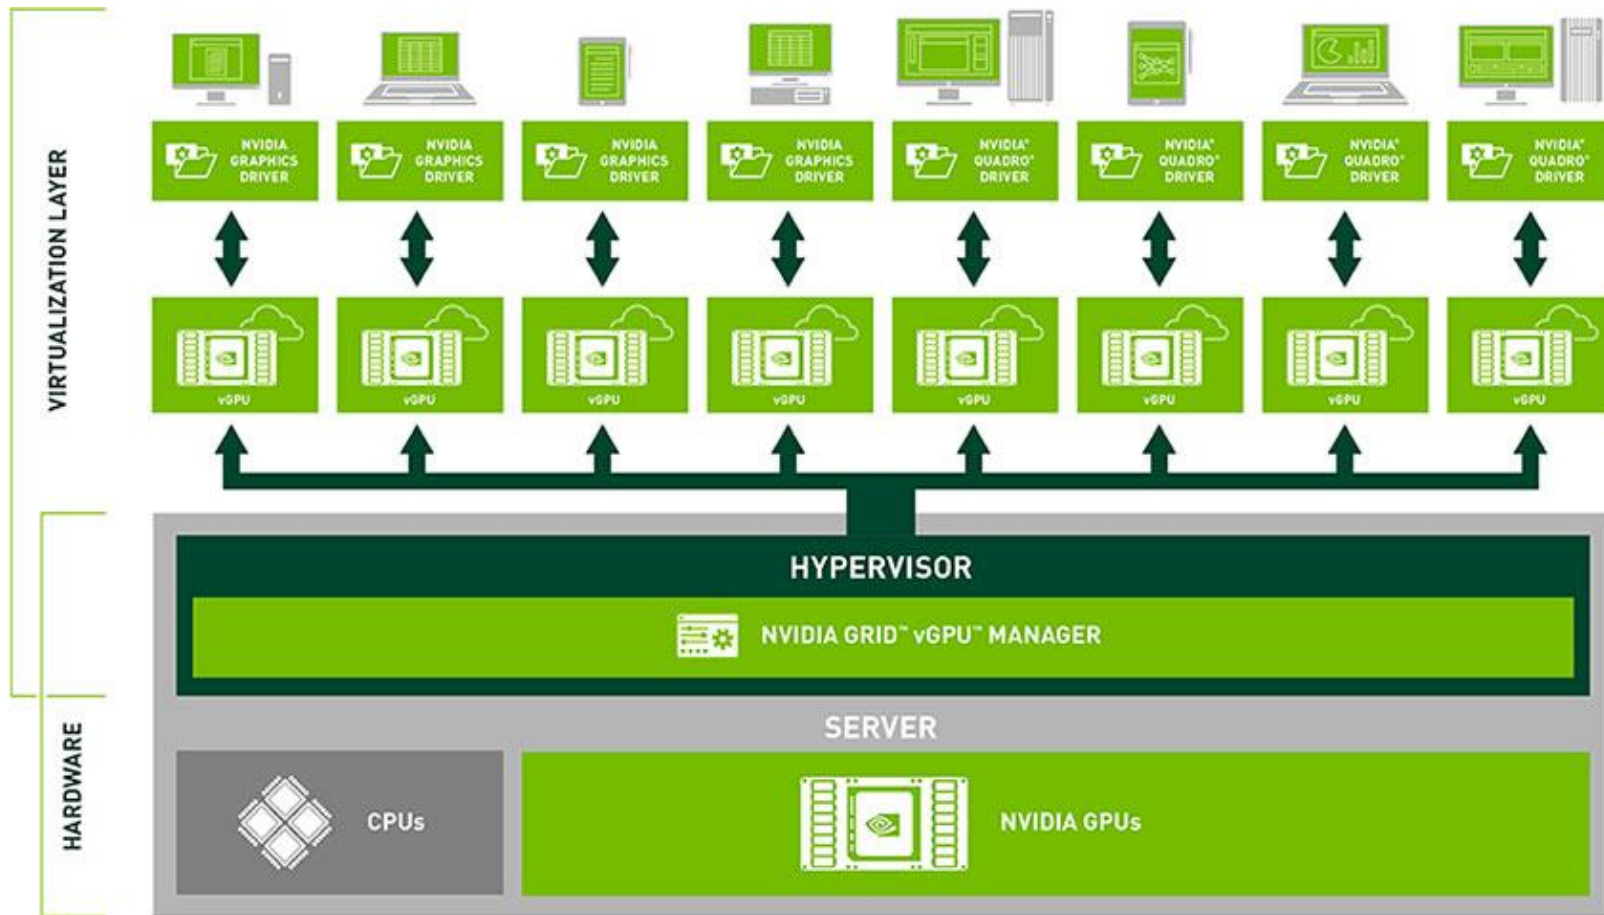 VIRTUALIZATION LAYER
NVIDIA
GRAPHICS
DRIVER
NVIDIA
GRAPHICS
DRIVER
NVIDIA
GRAPHICS
DRIVER
NVIDIA
GRAPHICS
DRIVER
NVIDIA®
QUADRO®
DRIVER
NVIDIA®
QUADRO®
DRIVER
NVIDIA®
QUADRO®
DRIVER
NVIDIA®
QUADRO®
DRIVER
vGPU
vGPU
vGPU
vGPU
vGPU
vGPU
vGPU
vGPU
HYPERVISOR
NVIDIA GRID™ vGPU™ MANAGER
HARDWARE
SERVER
CPUs
NVIDIA GPUs